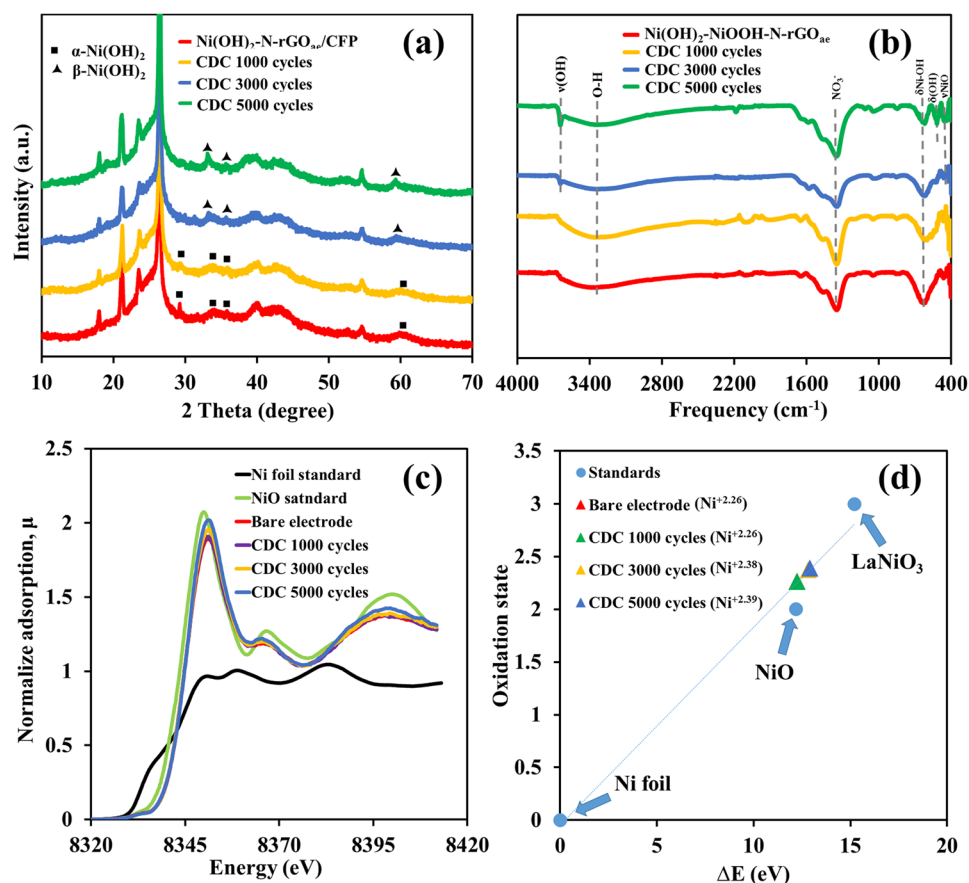 (a)
■ α-Ni(OH)2
▲ β-Ni(OH)2
Ni(OH)2-N-rGOae/CFP
CDC 1000 cycles
CDC 3000 cycles
CDC 5000 cycles
Intensity (a.u.)
10 20 30 40 50 60 70
2 Theta (degree)
(b)
Ni(OH)2-NiOOH-N-rGOae
CDC 1000 cycles
CDC 3000 cycles
CDC 5000 cycles
ν(OH)
O-H
NO3-
δNi-OH
δ(OH)
νNiO
4000 3400 2800 2200 1600 1000 400
Frequency (cm-1)
(c)
Ni foil standard
NiO satndard
Bare electrode
CDC 1000 cycles
CDC 3000 cycles
CDC 5000 cycles
Normalize adsorption, μ
2.5
2
1.5
1
0.5
0
8320 8345 8370 8395 8420
Energy (eV)
(d)
Standards
Bare electrode (Ni+2.26)
CDC 1000 cycles (Ni+2.26)
CDC 3000 cycles (Ni+2.38)
CDC 5000 cycles (Ni+2.39)
LaNiO3
NiO
Ni foil
Oxidation state
3.5
3
2.5
2
1.5
1
0.5
0
0 5 10 15 20
ΔE (eV)